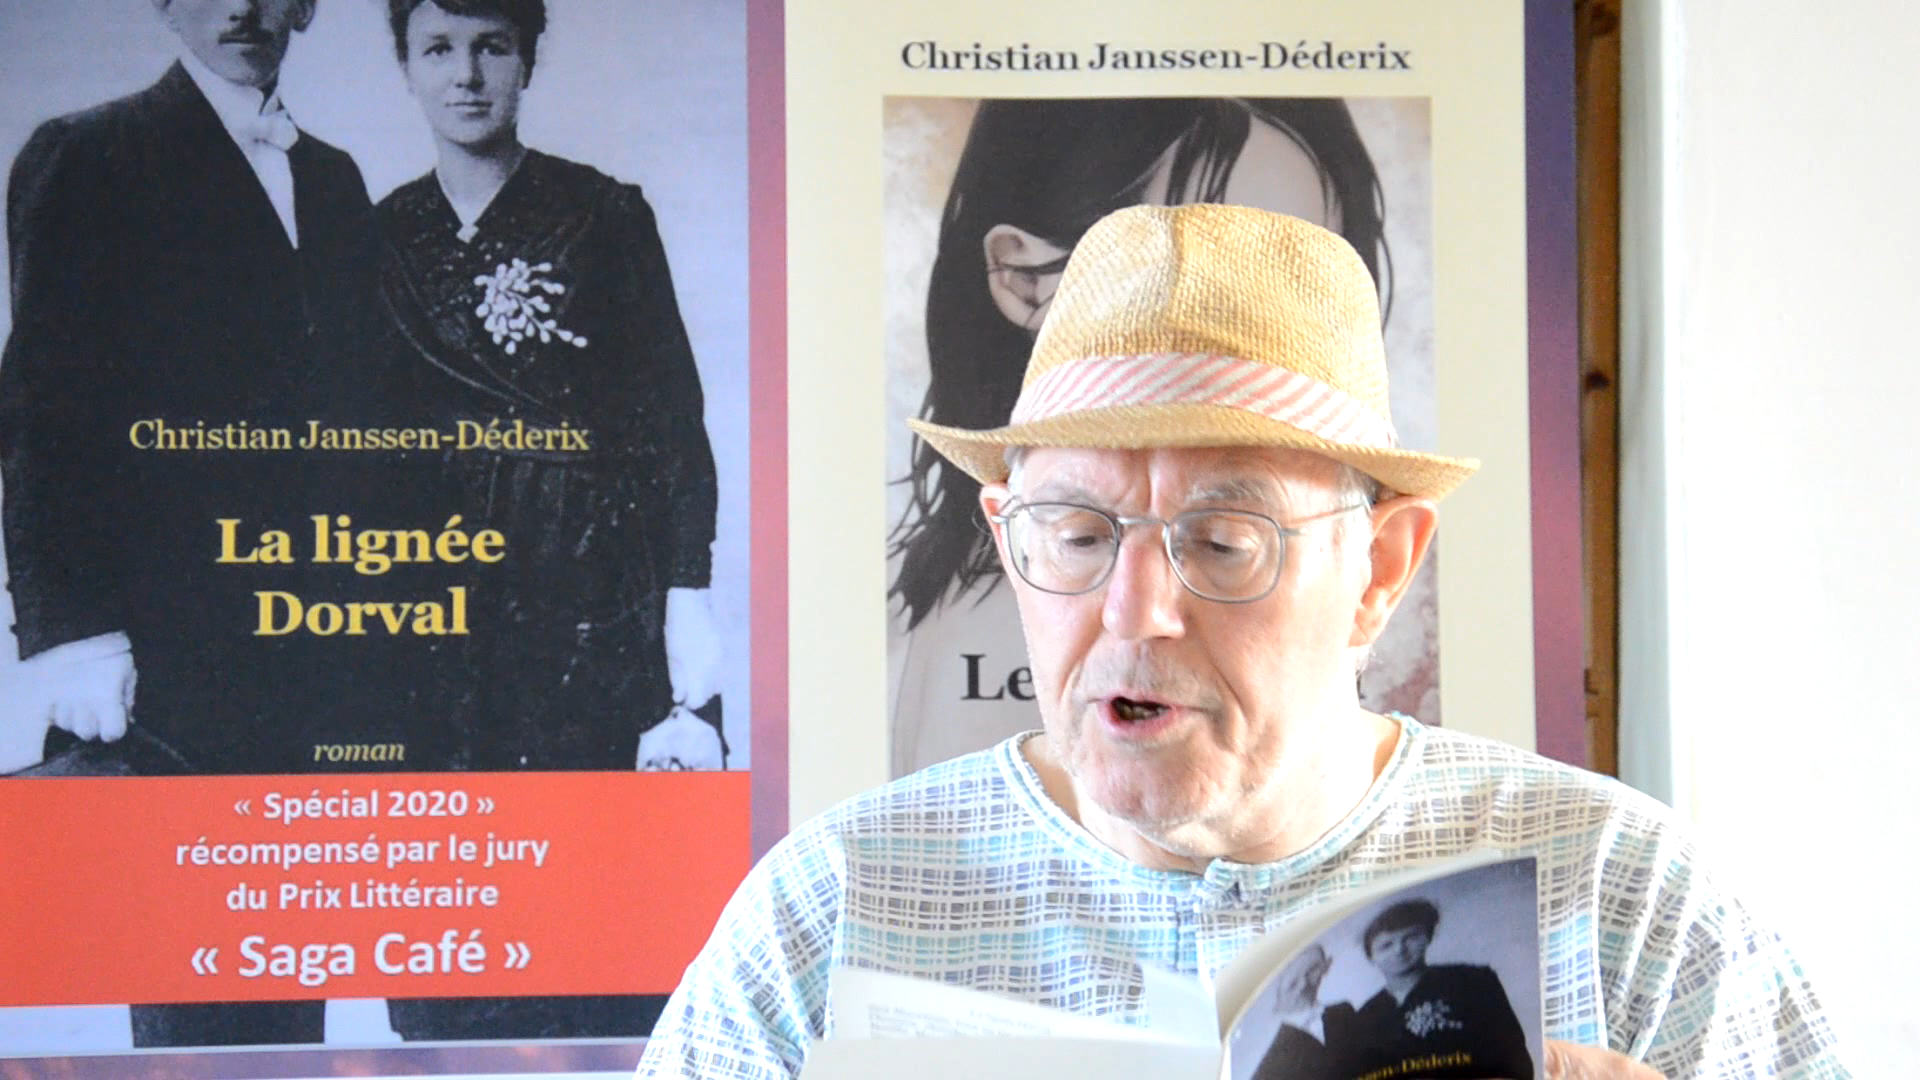 Christian Janssen-Déderix
La lignée
Dorval
roman
« Spécial 2020 »
récompensé par le jury
du Prix Littéraire
« Saga Café »
Christian Janssen-Déderix
Le
Déderix